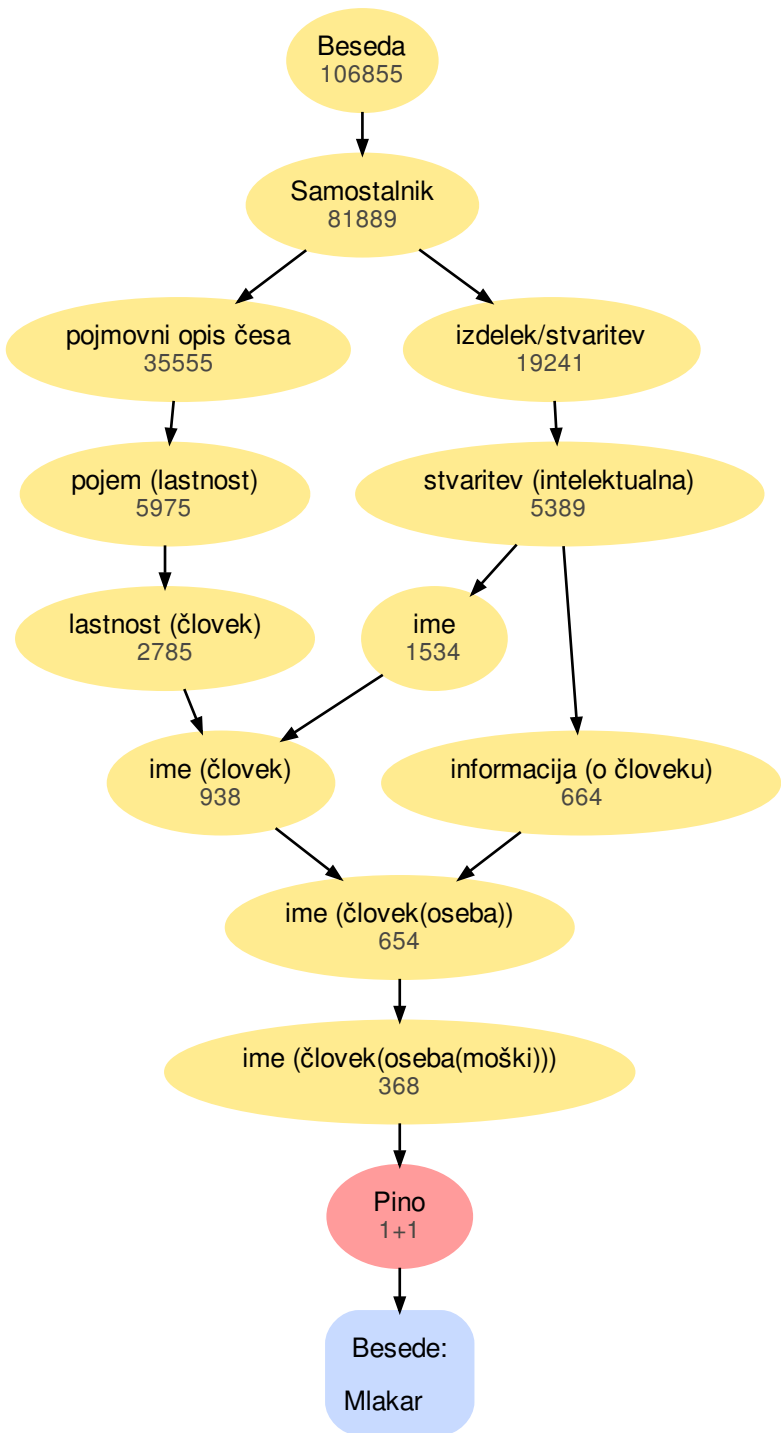 Beseda
106855
Samostalnik
81889
pojmovni opis česa
35555
izdelek/stvaritev
19241
pojem (lastnost)
5975
stvaritev (intelektualna)
5389
lastnost (človek)
2785
ime
1534
ime (človek)
938
informacija (o človeku)
664
ime (človek(oseba))
654
ime (človek(oseba(moški)))
368
Pino
1+1
Besede:
Mlakar